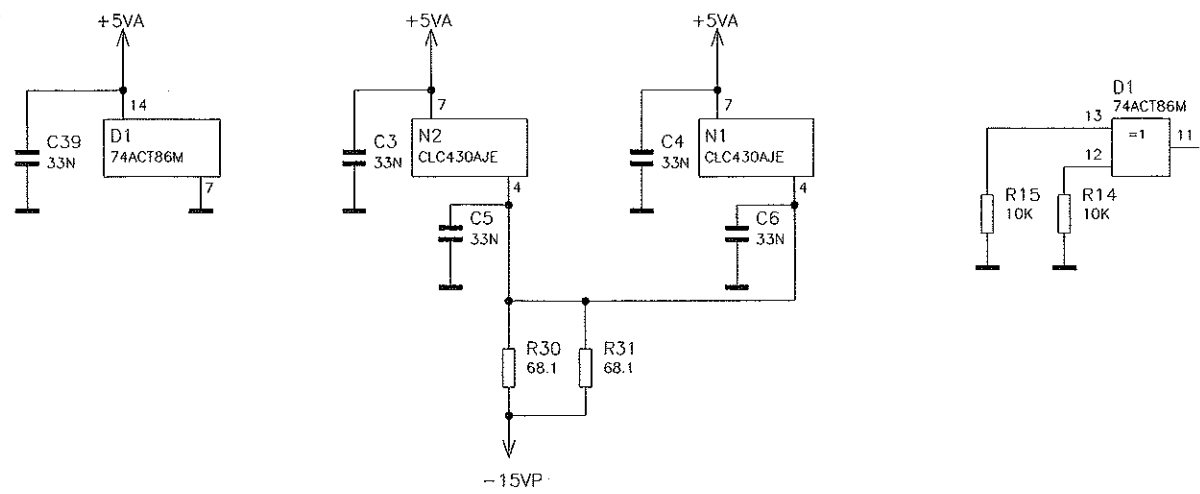 +5VA
14
C39
33N
D1
74ACT86M
7
+5VA
7
C3
33N
N2
CLC430AJE
4
C5
33N
+5VA
7
C4
33N
N1
CLC430AJE
4
C6
33N
R30
68.1
R31
68.1
-15VP
D1
74ACT86M
13
=1
11
12
R15
10K
R14
10K